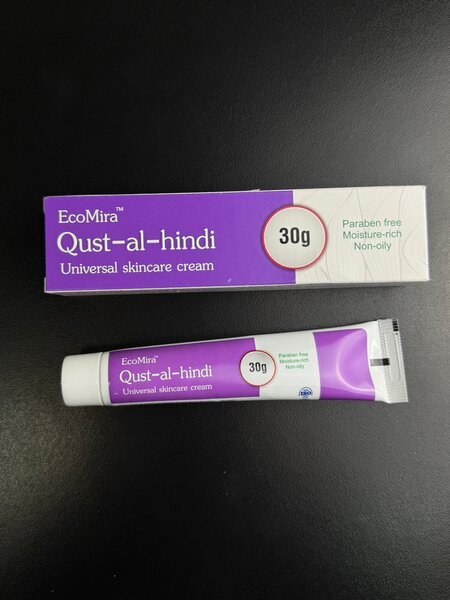 EcoMira™
Qust-al-hindi
Universal skincare cream
30g
Paraben free
Moisture-rich
Non-oily
EcoMira™
Qust-al-hindi
Universal skincare cream
30g
Paraben free
Moisture-rich
Non-oily